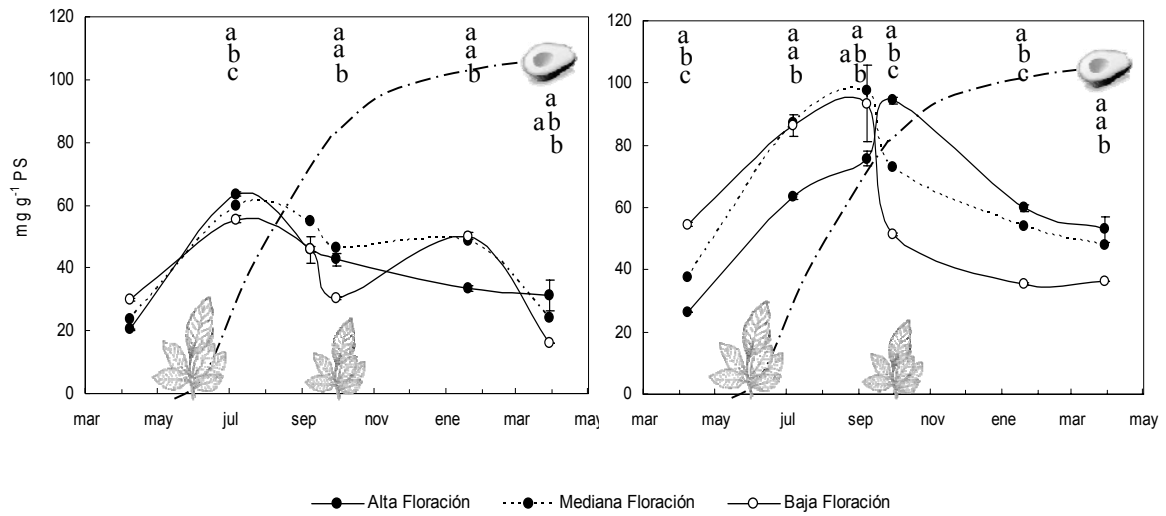 120
100
80
60
40
20
0
mg g⁻¹ PS
mar may jul sep nov ene mar may
a
b
c
a
a
b
a
a
b
a
ab
b
120
100
80
60
40
20
0
mar may jul sep nov ene mar may
a
b
c
a
a
b
a
ab
b
a
b
c
a
b
c
a
a
b
Alta Floración Mediana Floración Baja Floración